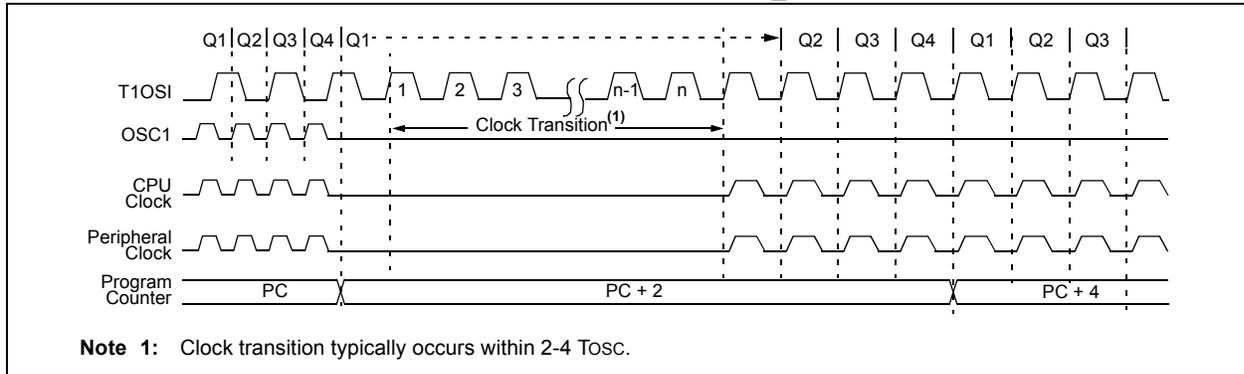 Q1 Q2 Q3 Q4 Q1 Q2 Q3 Q4 Q1 Q2 Q3
T1OSI 1 2 3 n-1 n
Clock Transition(1)
OSC1
CPU
Clock
Peripheral
Clock
Program
Counter
PC PC + 2 PC + 4
Note 1: Clock transition typically occurs within 2-4 TOSC.